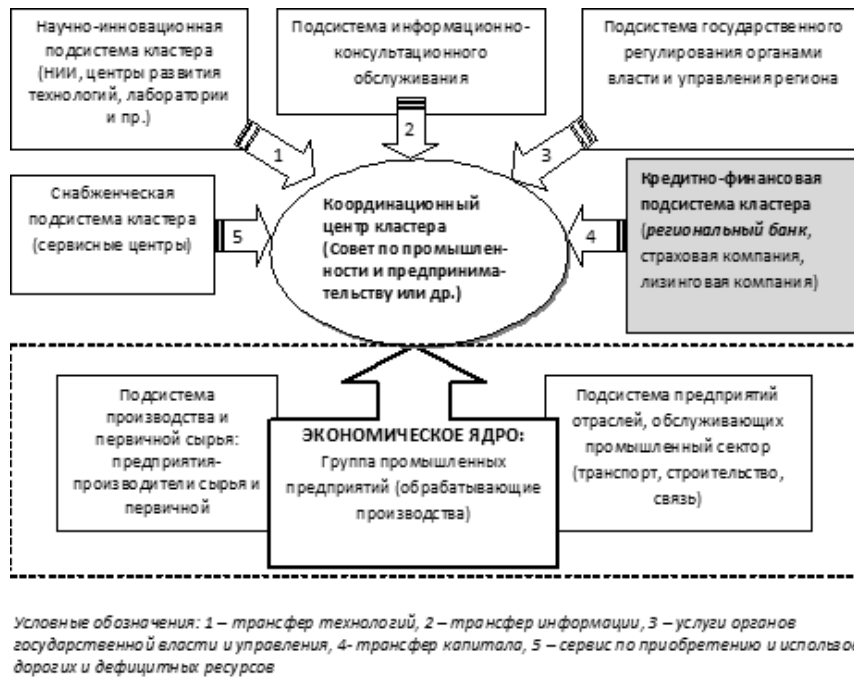 Научно-инновационная
подсистема кластера
(НИИ, центры развития
технологий, лаборатории
и пр.)
Подсистема информационно-
консультационного
обслуживания
Подсистема государственного
регулирования органами
власти и управления региона
1
2
3
Снабженческая
подсистема кластера
(сервисные центры)
5
Координационный
центр кластера
(Совет по промышлен-
ности и предпринима-
тельству или др.)
4
Кредитно-финансовая
подсистема кластера
(региональный банк,
страховая компания,
лизинговая компания)
Подсистема
производства и
первичной сырья:
предприятия-
производители сырья и
первичной
ЭКОНОМИЧЕСКОЕ ЯДРО:
Группа промышленных
предприятий (обрабатывающие
производства)
Подсистема предприятий
отраслей, обслуживающих
промышленный сектор
(транспорт, строительство,
связь)
Условные обозначения: 1 – трансфер технологий, 2 – трансфер информации, 3 – услуги органов
государственной власти и управления, 4- трансфер капитала, 5 – сервис по приобретению и использо
дорогих и дефицитных ресурсов